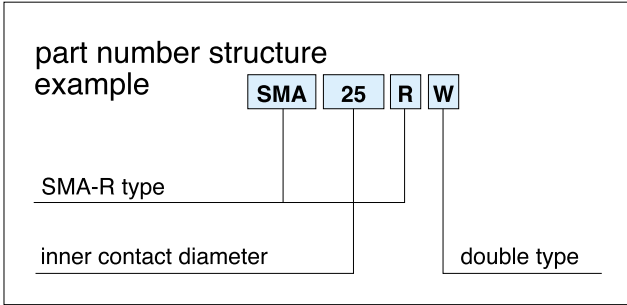 part number structure
example
SMA 25 R W
SMA-R type
inner contact diameter
double type